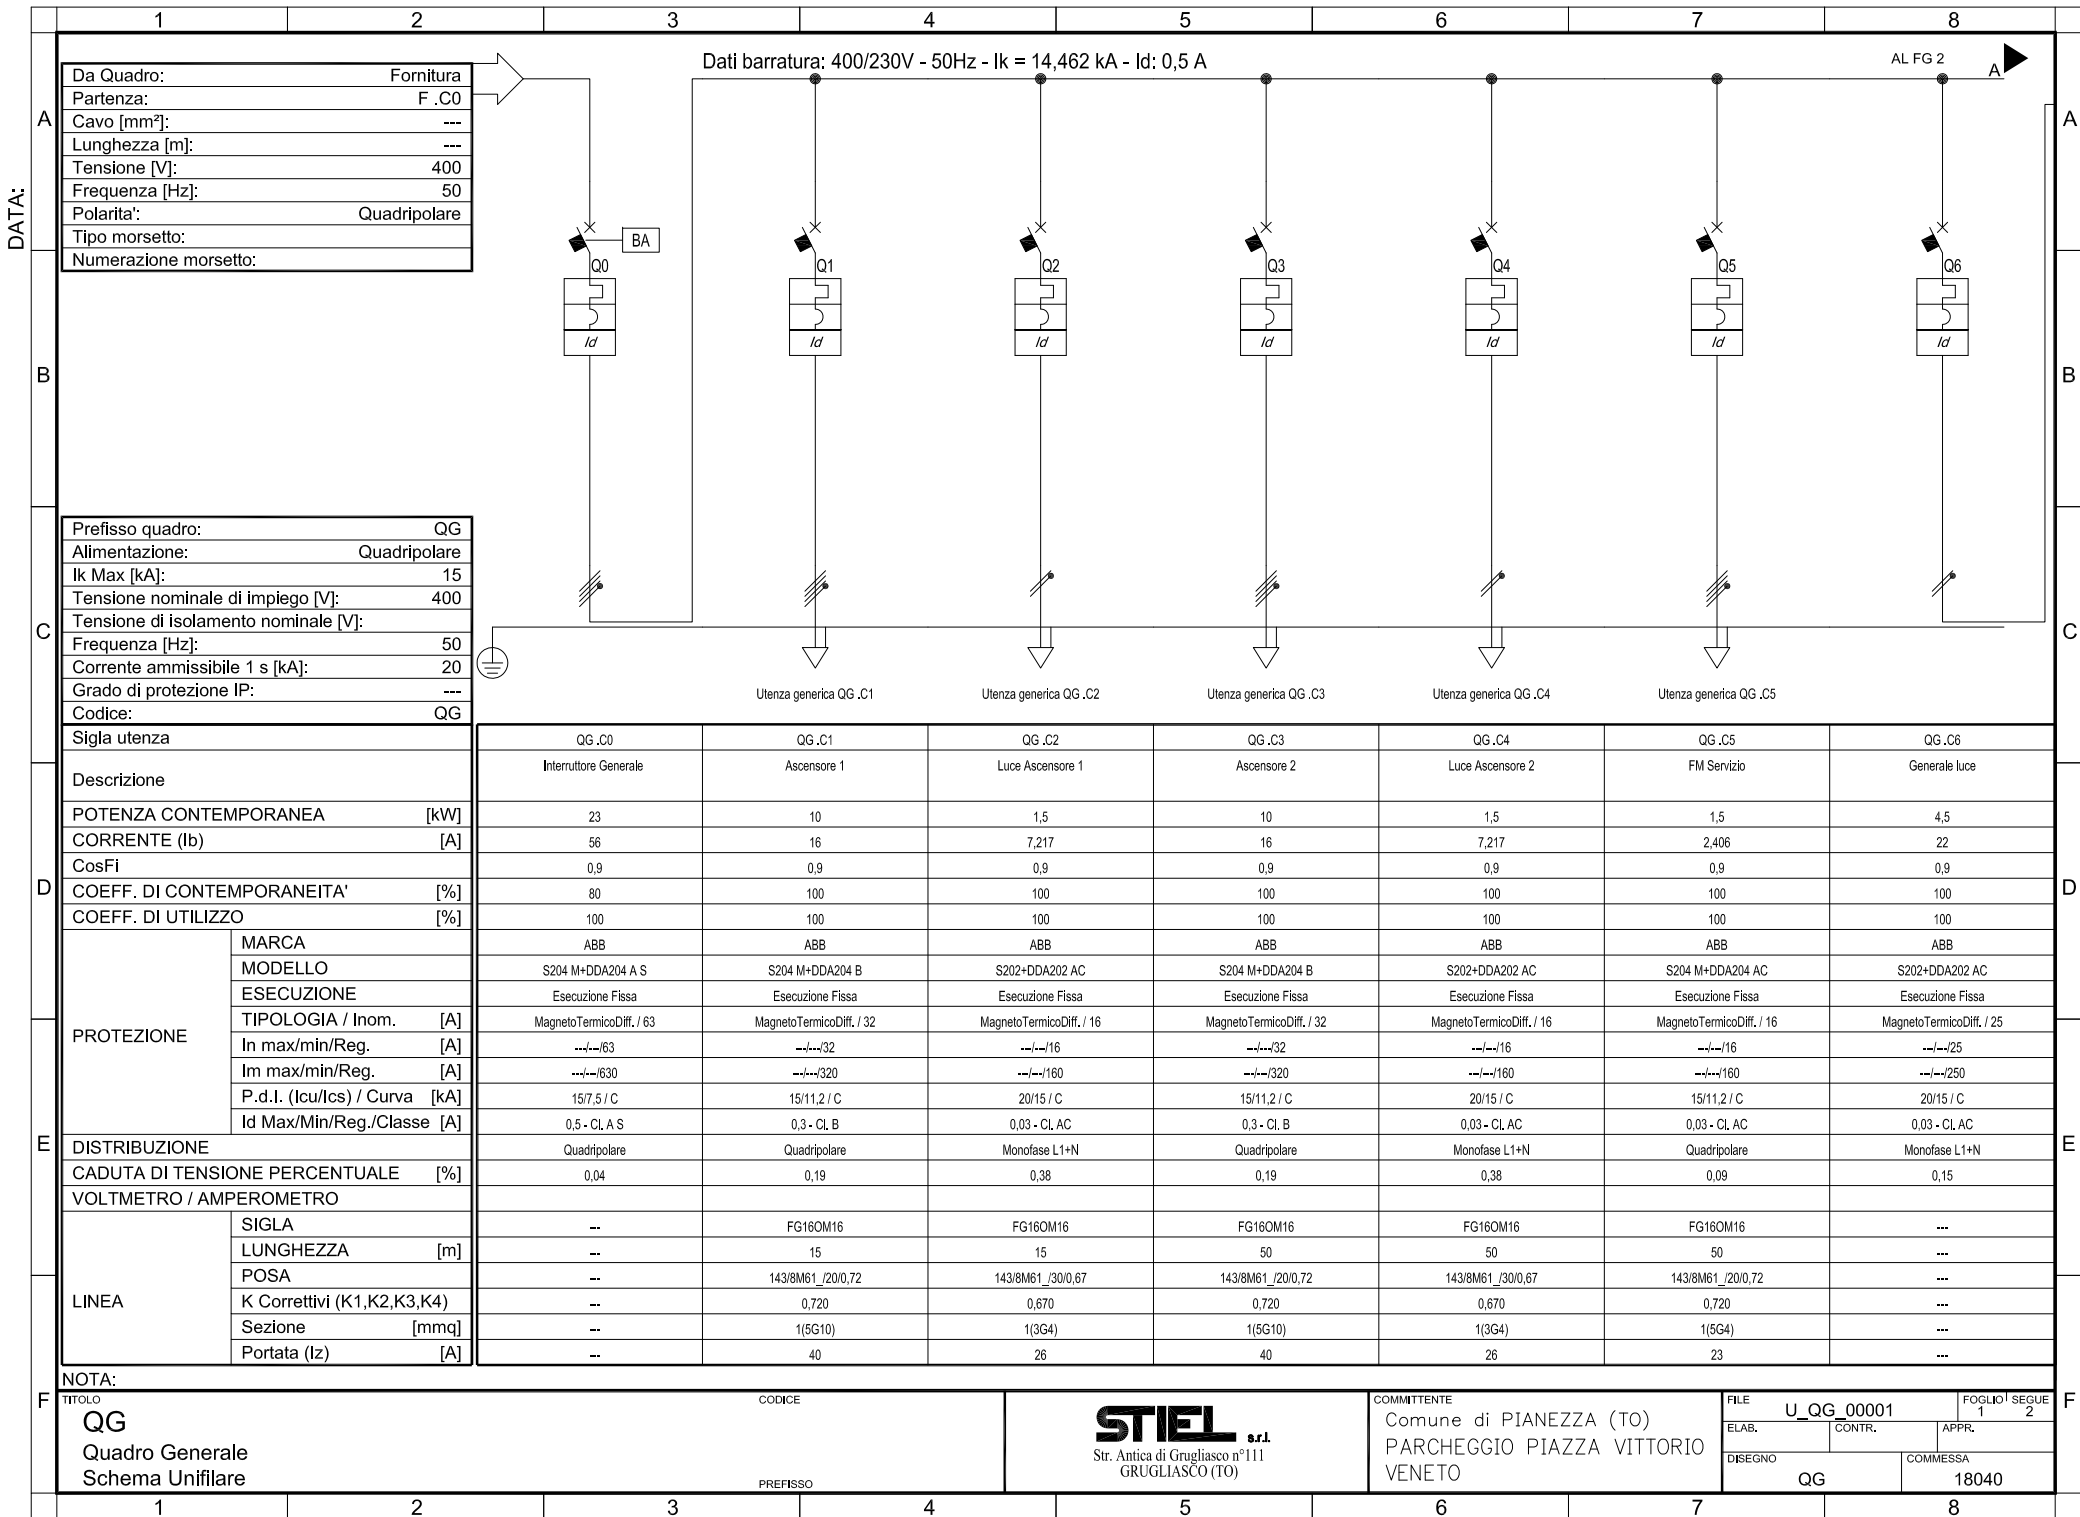 1 2 3 4 5 6 7 8
DATA:
A A
B B
C C
D D
E E
F F
Da Quadro: Fornitura
Partenza: F .C0
Cavo [mm²]: ---
Lunghezza [m]: ---
Tensione [V]: 400
Frequenza [Hz]: 50
Polarita': Quadripolare
Tipo morsetto:
Numerazione morsetto:
Dati barratura: 400/230V - 50Hz - Ik = 14,462 kA - Id: 0,5 A
AL FG 2
A
BA
Q0 Q1 Q2 Q3 Q4 Q5 Q6
Id Id Id Id Id Id Id
Prefisso quadro: QG
Alimentazione: Quadripolare
Ik Max [kA]: 15
Tensione nominale di impiego [V]: 400
Tensione di isolamento nominale [V]:
Frequenza [Hz]: 50
Corrente ammissibile 1 s [kA]: 20
Grado di protezione IP: ---
Codice: QG
Utenza generica QG .C1 Utenza generica QG .C2 Utenza generica QG .C3 Utenza generica QG .C4 Utenza generica QG .C5
Sigla utenza QG .C0 QG .C1 QG .C2 QG .C3 QG .C4 QG .C5 QG .C6
Descrizione Interruttore Generale Ascensore 1 Luce Ascensore 1 Ascensore 2 Luce Ascensore 2 FM Servizio Generale luce
POTENZA CONTEMPORANEA [kW] 23 10 1,5 10 1,5 1,5 4,5
CORRENTE (Ib) [A] 56 16 7,217 16 7,217 2,406 22
CosFi 0,9 0,9 0,9 0,9 0,9 0,9 0,9
COEFF. DI CONTEMPORANEITA' [%] 80 100 100 100 100 100 100
COEFF. DI UTILIZZO [%] 100 100 100 100 100 100 100
PROTEZIONE
MARCA ABB ABB ABB ABB ABB ABB ABB
MODELLO S204 M+DDA204 A S S204 M+DDA204 B S202+DDA202 AC S204 M+DDA204 B S202+DDA202 AC S204 M+DDA204 AC S202+DDA202 AC
ESECUZIONE Esecuzione Fissa Esecuzione Fissa Esecuzione Fissa Esecuzione Fissa Esecuzione Fissa Esecuzione Fissa Esecuzione Fissa
TIPOLOGIA / Inom. [A] MagnetoTermicoDiff. / 63 MagnetoTermicoDiff. / 32 MagnetoTermicoDiff. / 16 MagnetoTermicoDiff. / 32 MagnetoTermicoDiff. / 16 MagnetoTermicoDiff. / 16 MagnetoTermicoDiff. / 25
In max/min/Reg. [A] ---/---/63 ---/---/32 ---/---/16 ---/---/32 ---/---/16 ---/---/16 ---/---/25
Im max/min/Reg. [A] ---/---/630 ---/---/320 ---/---/160 ---/---/320 ---/---/160 ---/---/160 ---/---/250
P.d.I. (Icu/Ics) / Curva [kA] 15/7,5 / C 15/11,2 / C 20/15 / C 15/11,2 / C 20/15 / C 15/11,2 / C 20/15 / C
Id Max/Min/Reg./Classe [A] 0,5 - Cl. A S 0,3 - Cl. B 0,03 - Cl. AC 0,3 - Cl. B 0,03 - Cl. AC 0,03 - Cl. AC 0,03 - Cl. AC
DISTRIBUZIONE Quadripolare Quadripolare Monofase L1+N Quadripolare Monofase L1+N Quadripolare Monofase L1+N
CADUTA DI TENSIONE PERCENTUALE [%] 0,04 0,19 0,38 0,19 0,38 0,09 0,15
VOLTMETRO / AMPEROMETRO
LINEA
SIGLA --- FG16OM16 FG16OM16 FG16OM16 FG16OM16 FG16OM16 ---
LUNGHEZZA [m] --- 15 15 50 50 50 ---
POSA --- 143/8M61_/20/0,72 143/8M61_/30/0,67 143/8M61_/20/0,72 143/8M61_/30/0,67 143/8M61_/20/0,72 ---
K Correttivi (K1,K2,K3,K4) --- 0,720 0,670 0,720 0,670 0,720 ---
Sezione [mmq] --- 1(5G10) 1(3G4) 1(5G10) 1(3G4) 1(5G4) ---
Portata (Iz) [A] --- 40 26 40 26 23 ---
NOTA:
TITOLO
QG
Quadro Generale
Schema Unifilare
CODICE
PREFISSO
STIEL s.r.l.
Str. Antica di Grugliasco n°111
GRUGLIASCO (TO)
COMMITTENTE
Comune di PIANEZZA (TO)
PARCHEGGIO PIAZZA VITTORIO
VENETO
FILE U_QG_00001
FOGLIO 1 SEGUE 2
ELAB. CONTR. APPR.
DISEGNO QG
COMMESSA 18040
1 2 3 4 5 6 7 8